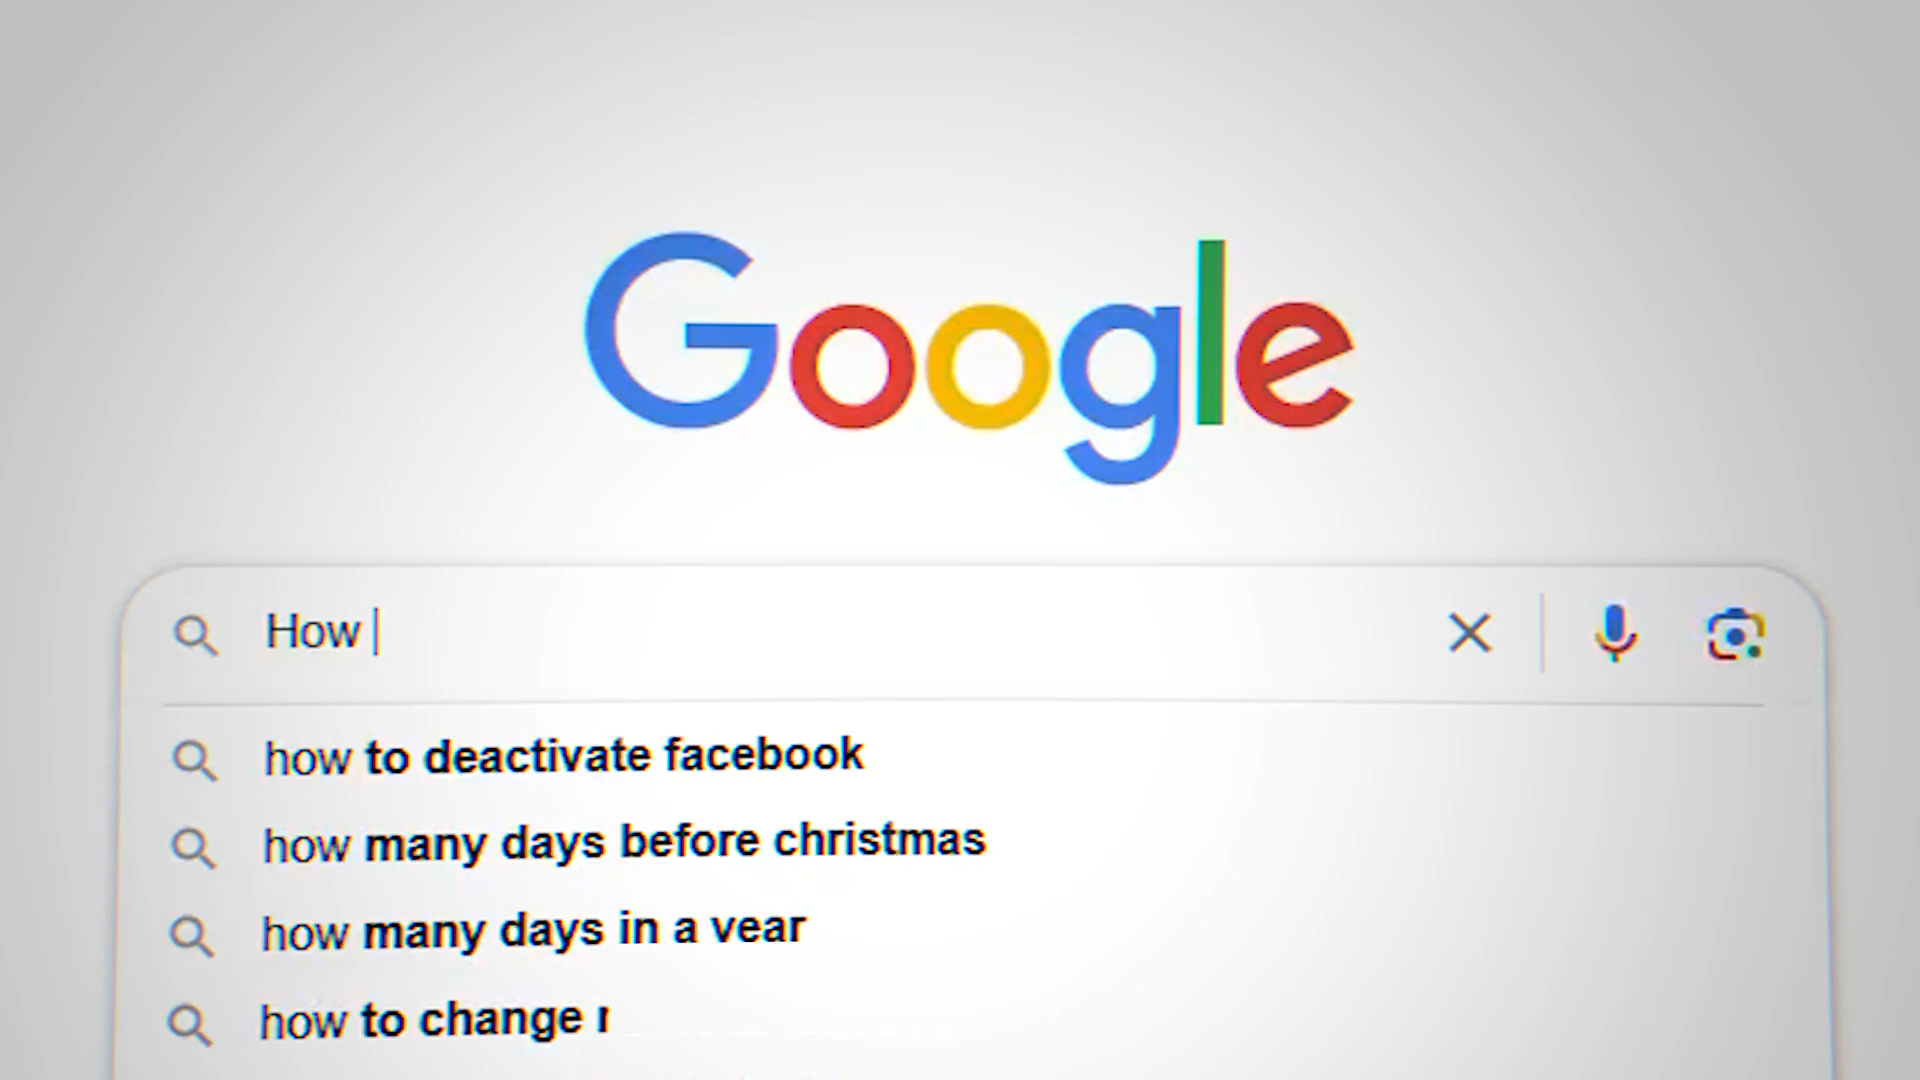 Google
How
how to deactivate facebook
how many days before christmas
how many days in a year
how to change